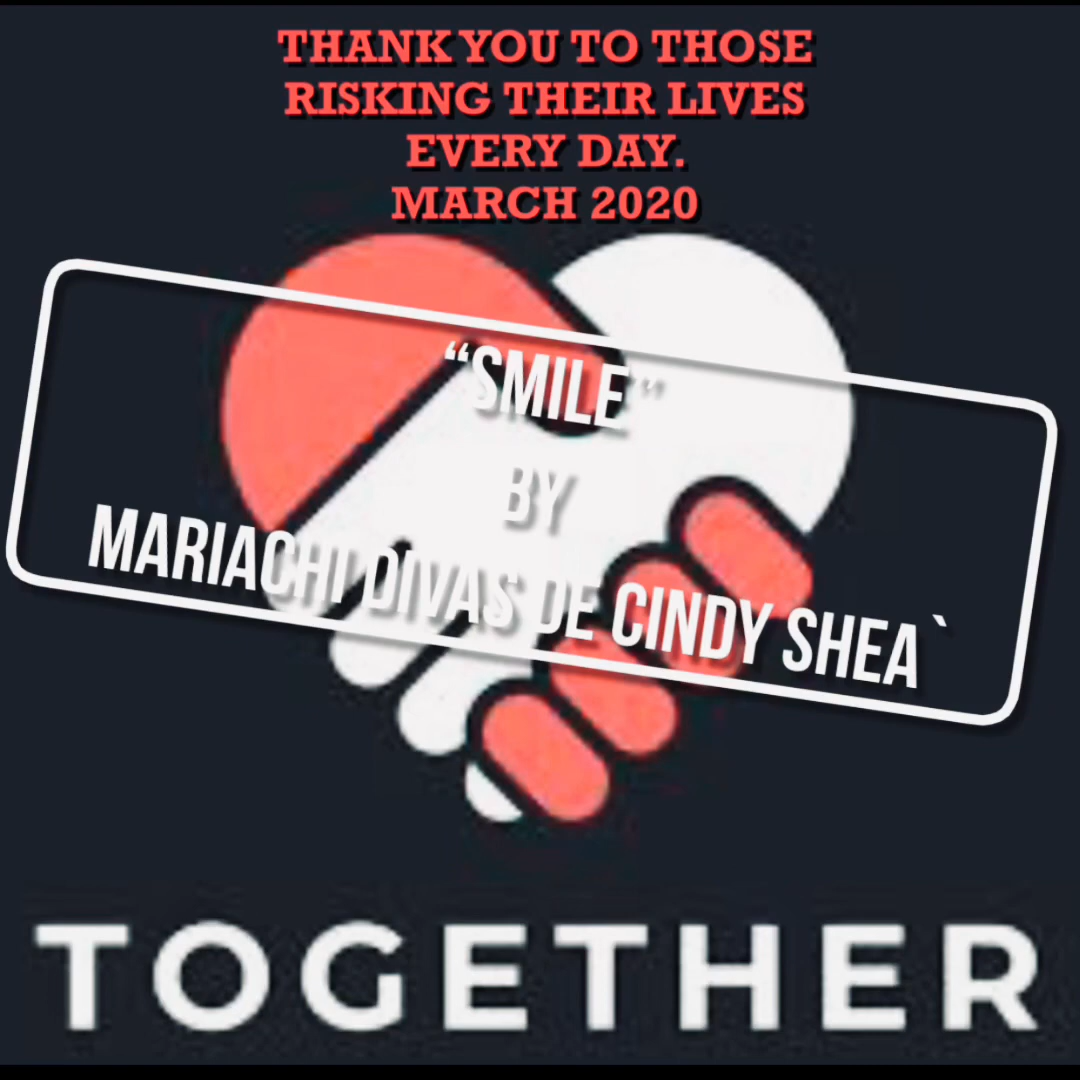 THANK YOU TO THOSE
RISKING THEIR LIVES
EVERY DAY.
MARCH 2020
“SMILE”
BY
MARIACHI DIVAS DE CINDY SHEA`
TOGETHER